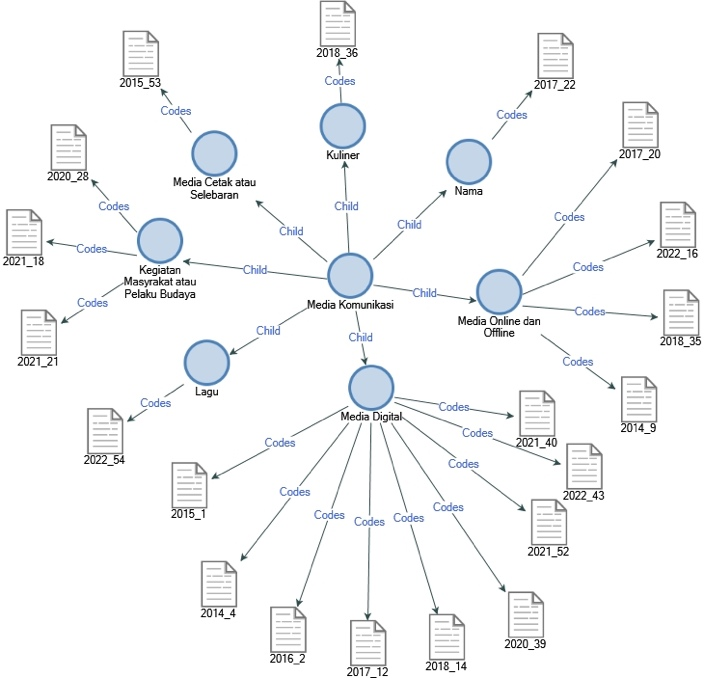 2018_36
2015_53
2017_22
Codes
Codes
Codes
Kuliner
2017_20
2020_28
Media Cetak atau
Selebaran
Nama
Codes
Child
Codes
Child
Child
2021_18
Codes
Kegiatan
Masyrakat atau
Pelaku Budaya
Child
Codes
2022_16
Media Komunikasi
Child
Media Online dan
Offline
Codes
2018_35
Codes
2021_21
Child
Child
Codes
2014_9
Lagu
Codes
2022_54
Media Digital
Codes
2021_40
Codes
2022_43
Codes
2015_1
Codes
2021_52
Codes
Codes
Codes
Codes
Codes
2014_4
2016_2
2017_12
2018_14
2020_39